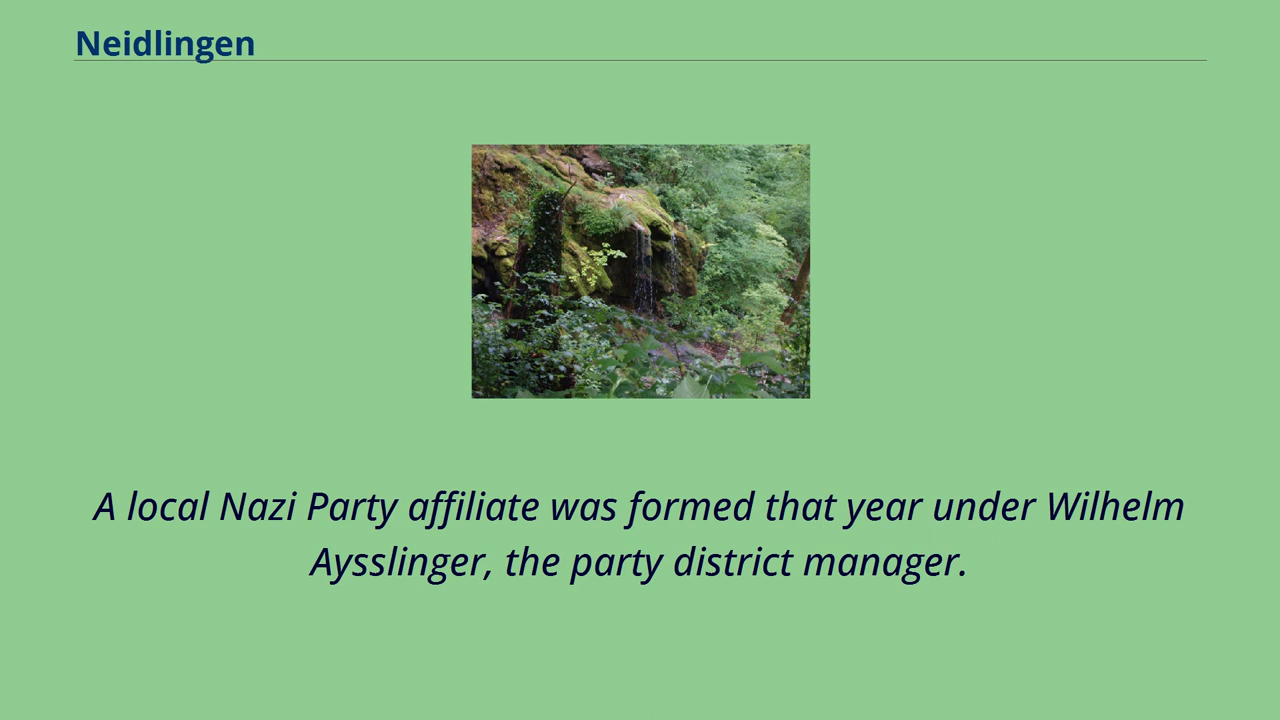 Neidlingen
A local Nazi Party affiliate was formed that year under Wilhelm
Aysslinger, the party district manager.